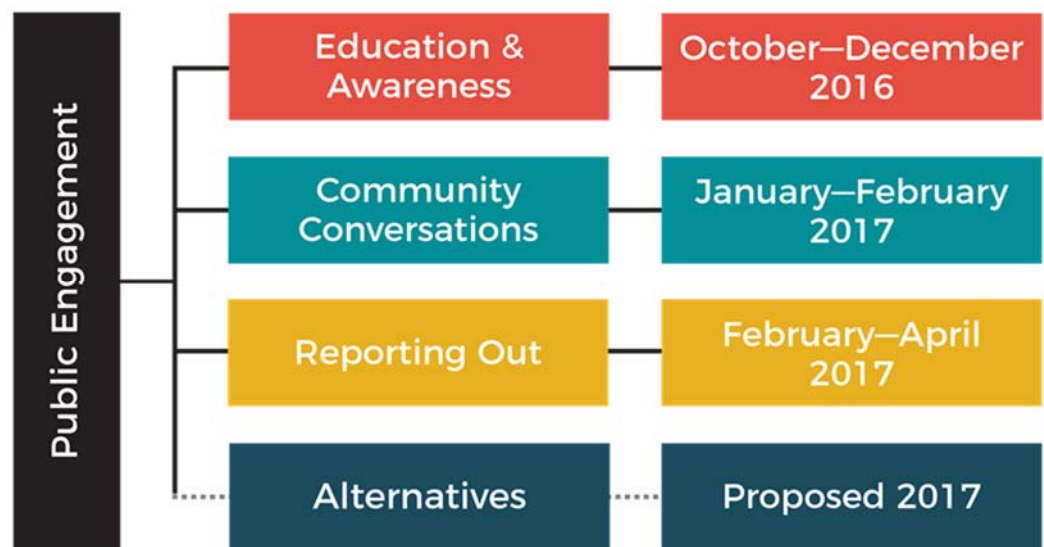 Public Engagement
Education &
Awareness
October—December
2016
Community
Conversations
January—February
2017
Reporting Out
February—April
2017
Alternatives
Proposed 2017